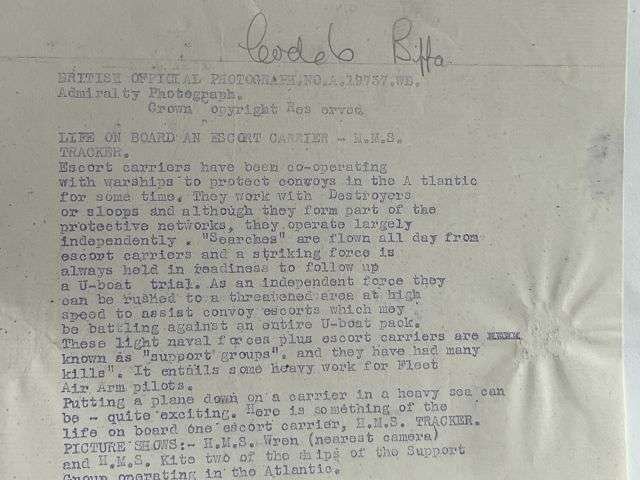 Biffa
BRITISH OFFICIAL PHOTOGRAPH.NO.A.19737.WE.
Admiralty Photograph.
Crown opyright Res erved
LIFE ON BOARD AN ESCORT CARRIER - H.M.S.
TRACKER.
Escort carriers have been co-operating
with warships to protect convoys in the A tlantic
for some time. They work with Destroyers
or sloops and although they form part of the
protective networks, they operate largely
independently . "Searches" are flown all day from
escort carriers and a striking force is
always held in readiness to follow up
a U-boat trial. As an independent force they
can be rushed to a threatened area at high
speed to assist convoy escorts which may
be battling against an entire U-boat pack.
These light naval forces plus escort carriers are
known as "support groups". and they have had many
kills". It entails some heavy work for Fleet
Air Arm pilots.
Putting a plane down on a carrier in a heavy sea can
be - quite exciting. Here is something of the
life on board one escort carrier, H.M.S. TRACKER.
PICTURE SHOWS:- H.M.S. Wren (nearest camera)
and H.M.S. Kite two of the ships of the Support
Group operating in the Atlantic.